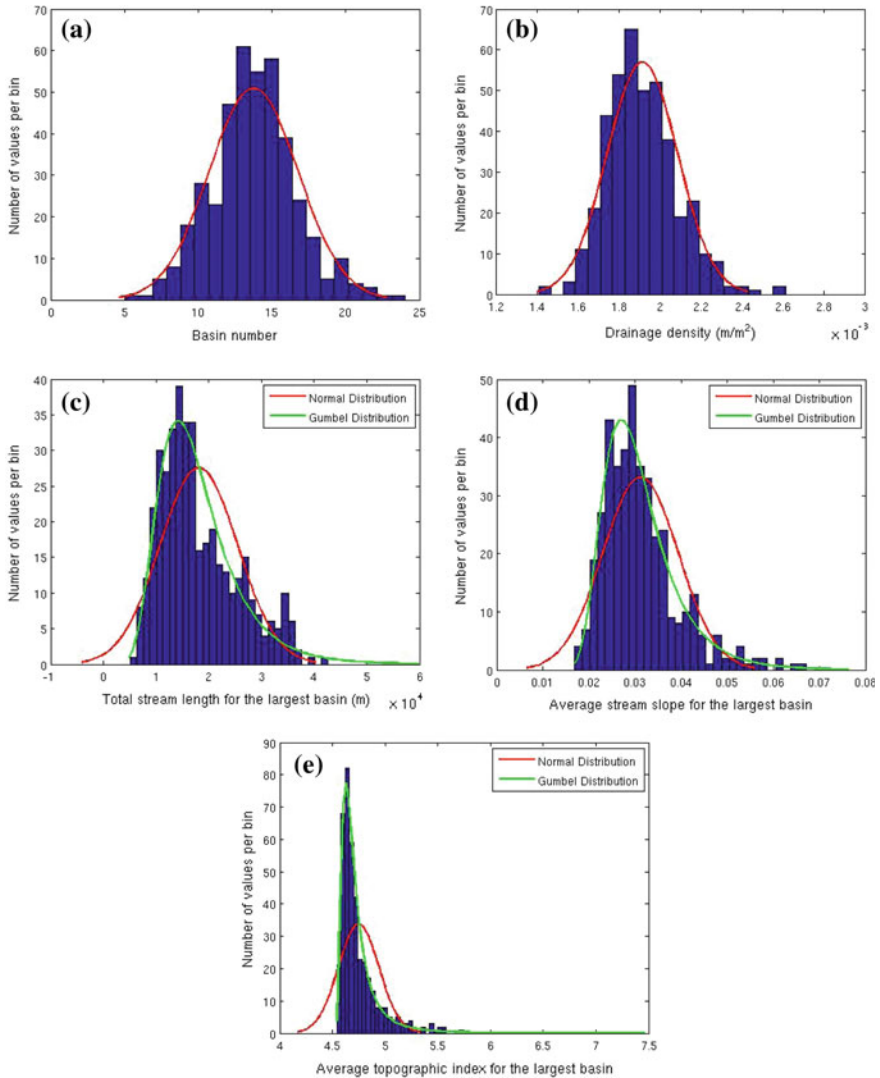 (a)
70
60
50
40
30
20
10
0
Number of values per bin
0 5 10 15 20 25
Basin number
(b)
70
60
50
40
30
20
10
0
Number of values per bin
1.2 1.4 1.6 1.8 2 2.2 2.4 2.6 2.8 3
Drainage density (m/m²)
× 10⁻³
(c)
40
35
30
25
20
15
10
5
0
Number of values per bin
Normal Distribution
Gumbel Distribution
-1 0 1 2 3 4 5 60
Total stream length for the largest basin (m)
× 10⁴
(d)
50
40
30
20
10
0
Number of values per bin
Normal Distribution
Gumbel Distribution
0 0.01 0.02 0.03 0.04 0.05 0.06 0.07 0.08
Average stream slope for the largest basin
(e)
90
80
70
60
50
40
30
20
10
0
Number of values per bin
Normal Distribution
Gumbel Distribution
4 4.5 5 5.5 6 6.5 7 7.5
Average topographic index for the largest basin